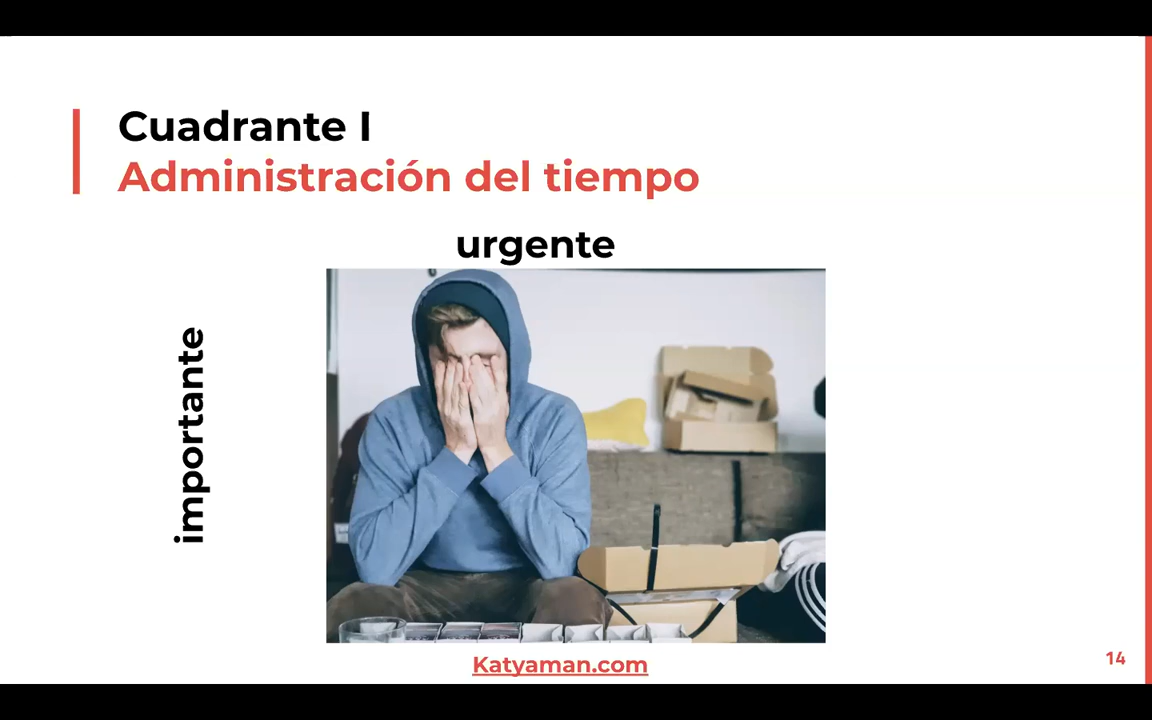 Cuadrante I
Administración del tiempo
urgente
importante
Katyaman.com
14